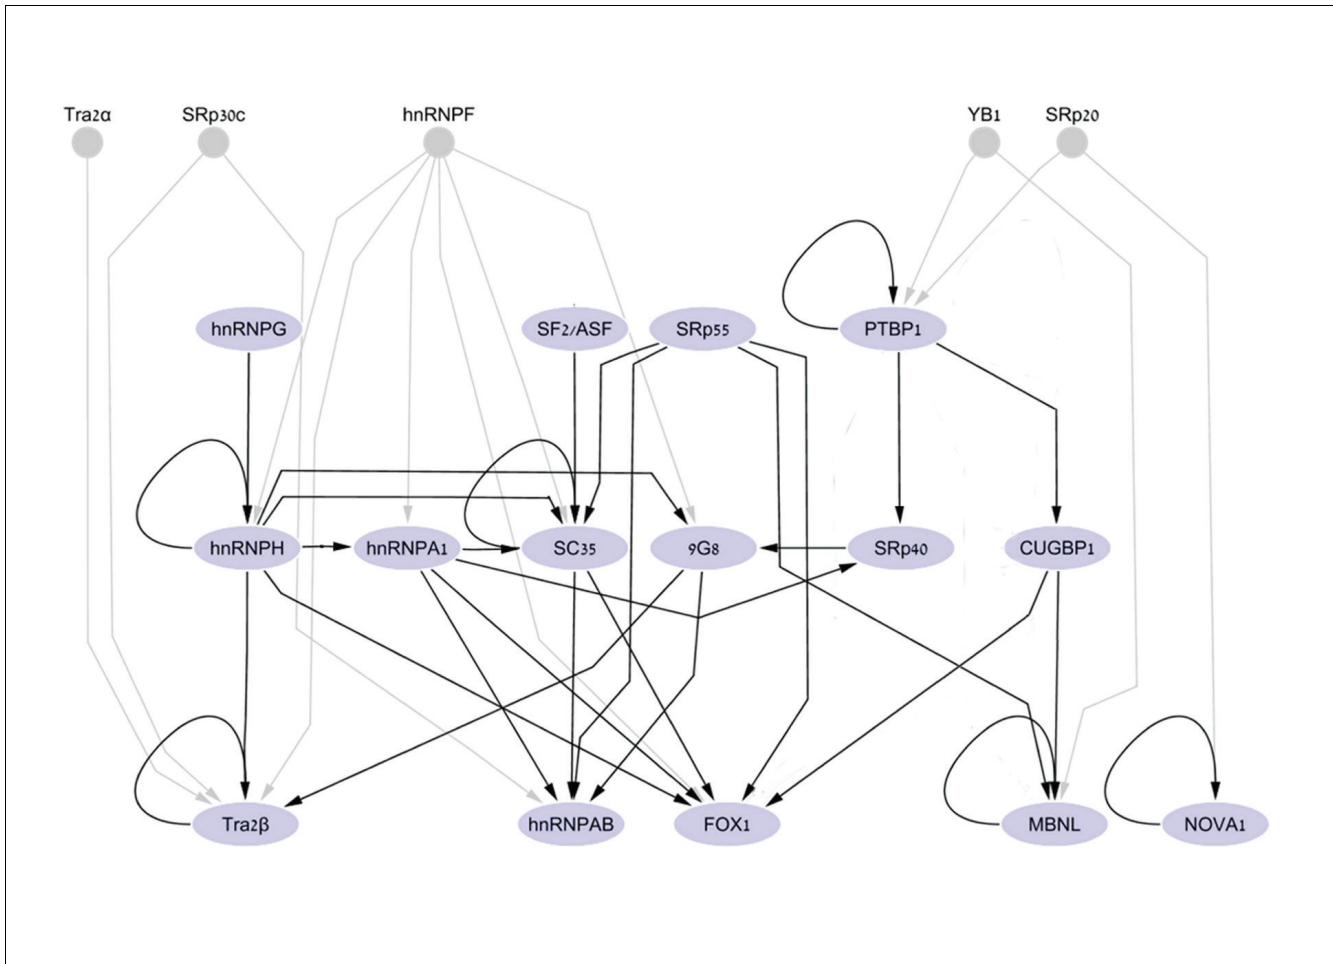 Tra2α
SRp30c
hnRNPF
YB1
SRp20
hnRNPG
SF2/ASF
SRp55
PTBP1
hnRNPH
hnRNPA1
SC35
9G8
SRp40
CUGBP1
Tra2β
hnRNPAB
FOX1
MBNL
NOVA1